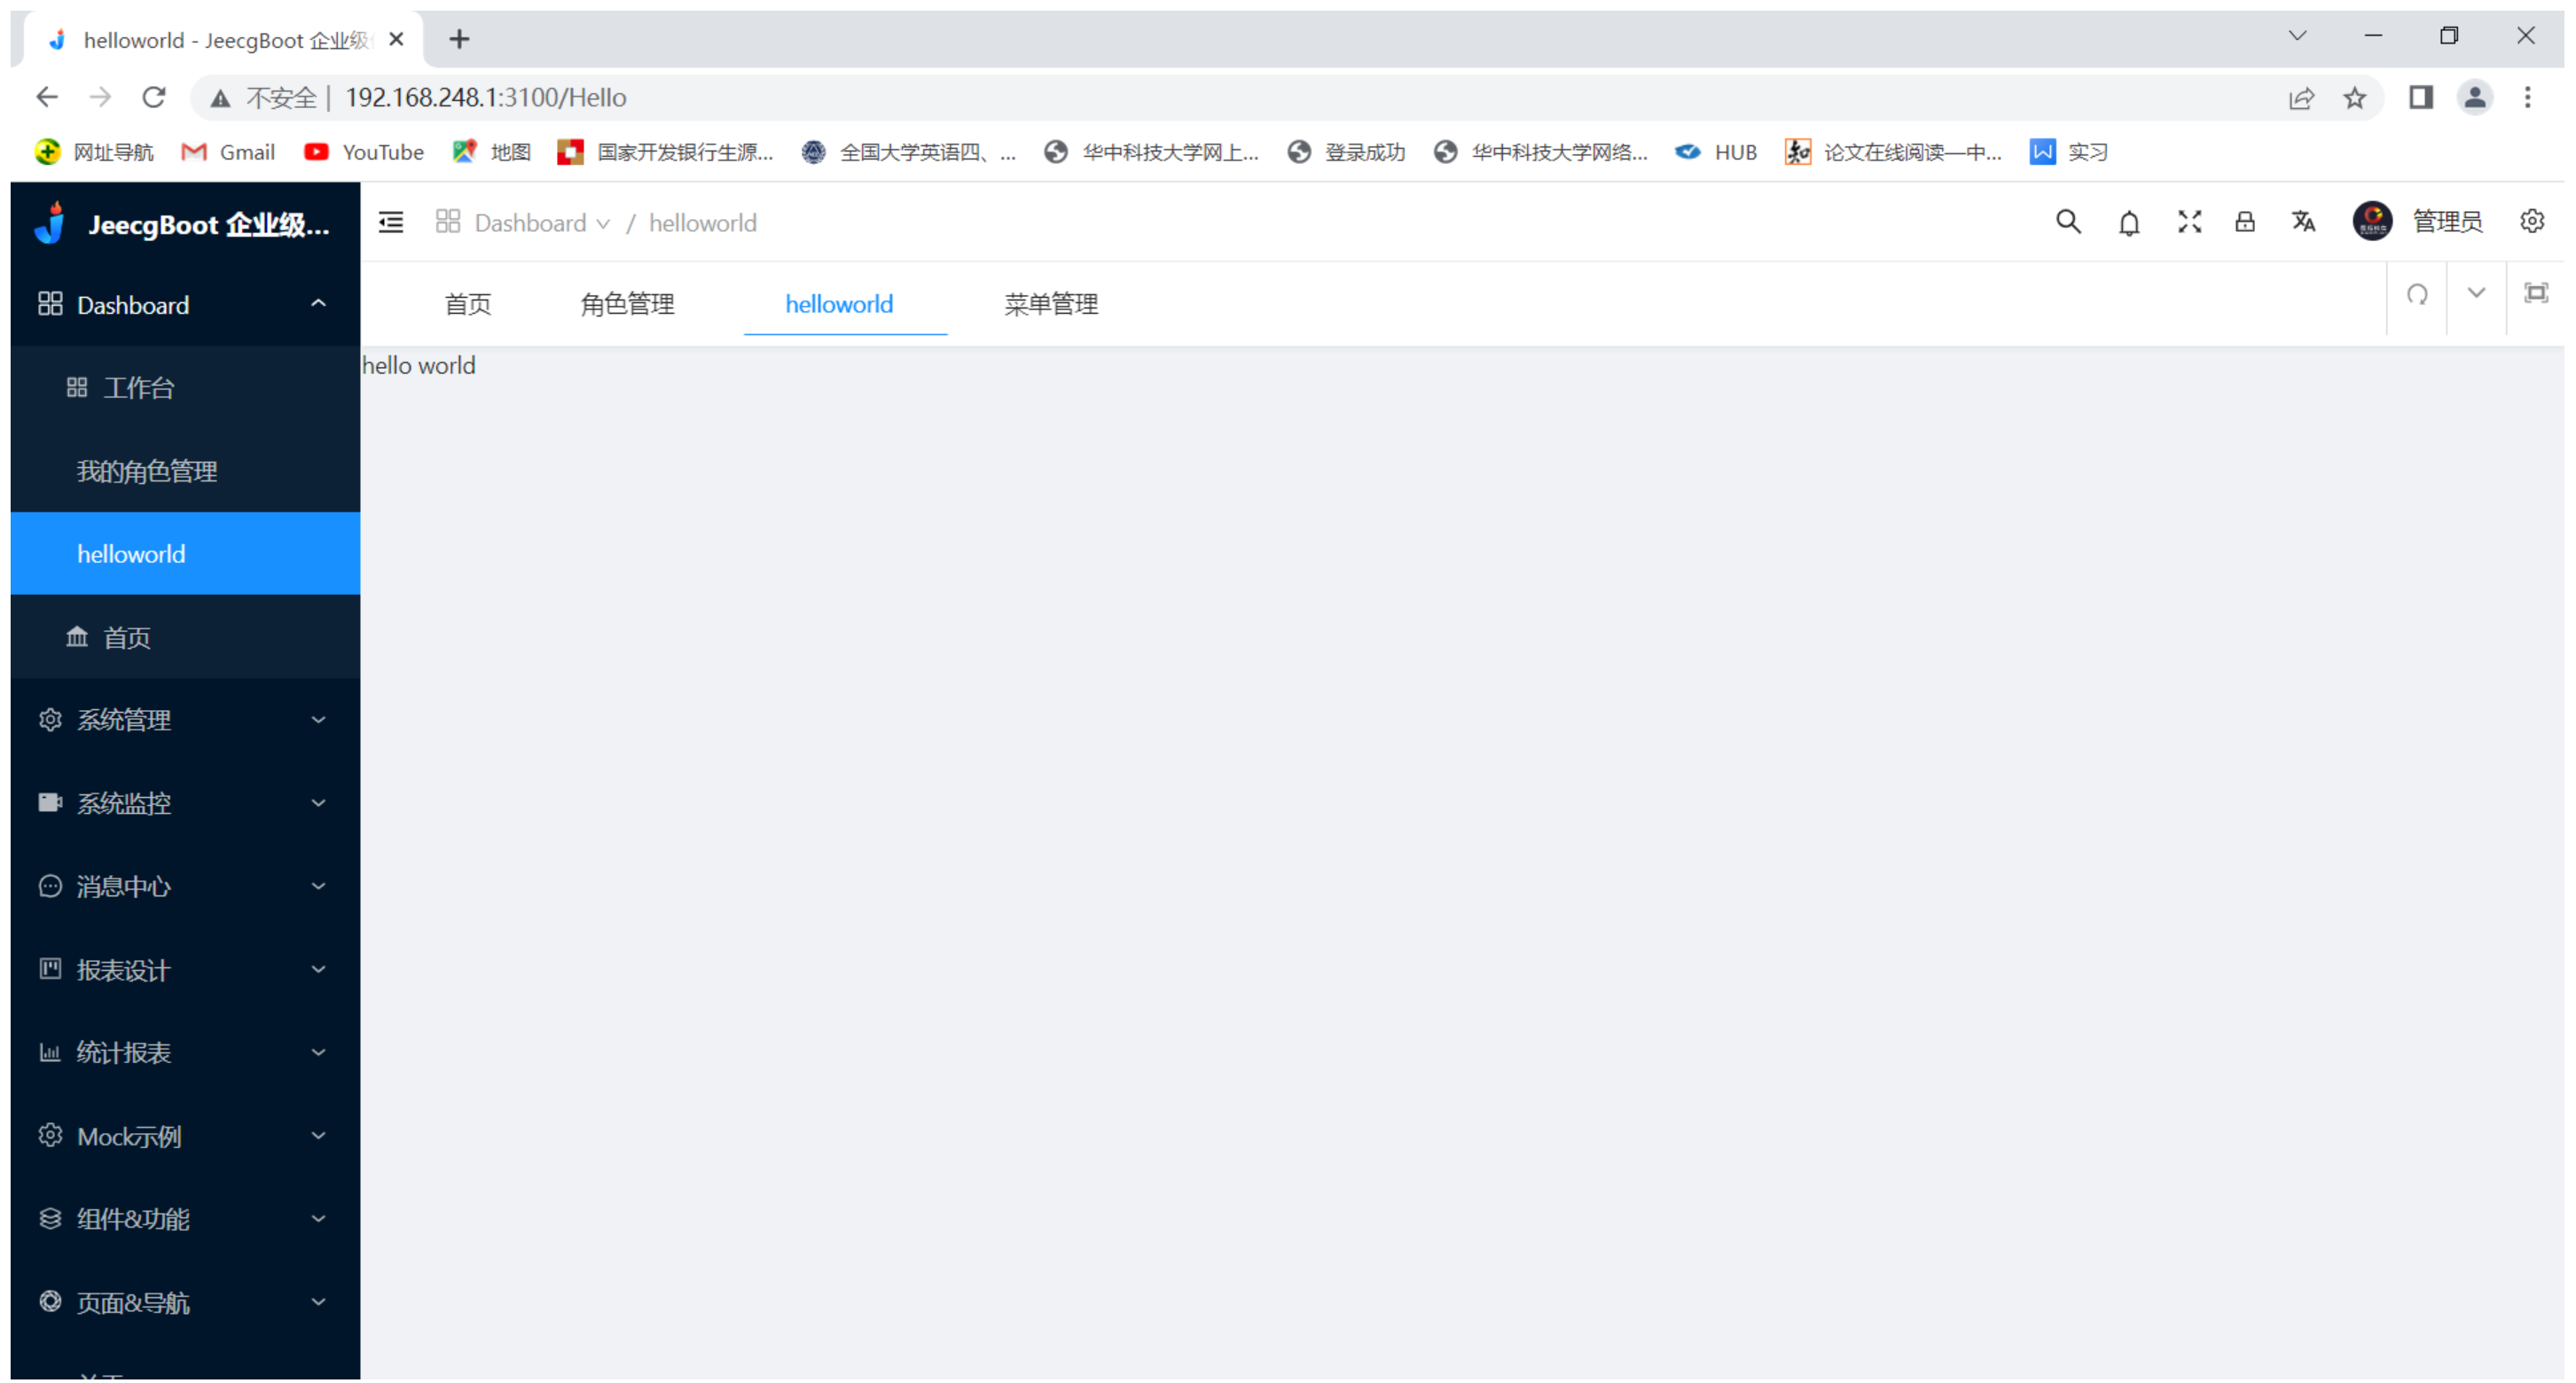 helloworld - JeecgBoot 企业级
不安全 | 192.168.248.1:3100/Hello
网址导航 Gmail YouTube 地图 国家开发银行生源... 全国大学英语四、... 华中科技大学网上... 登录成功 华中科技大学网络... HUB 论文在线阅读—中... 实习
JeecgBoot 企业级... Dashboard / helloworld 管理员
Dashboard 首页 角色管理 helloworld 菜单管理
hello world
工作台
我的角色管理
helloworld
首页
系统管理
系统监控
消息中心
报表设计
统计报表
Mock示例
组件&功能
页面&导航